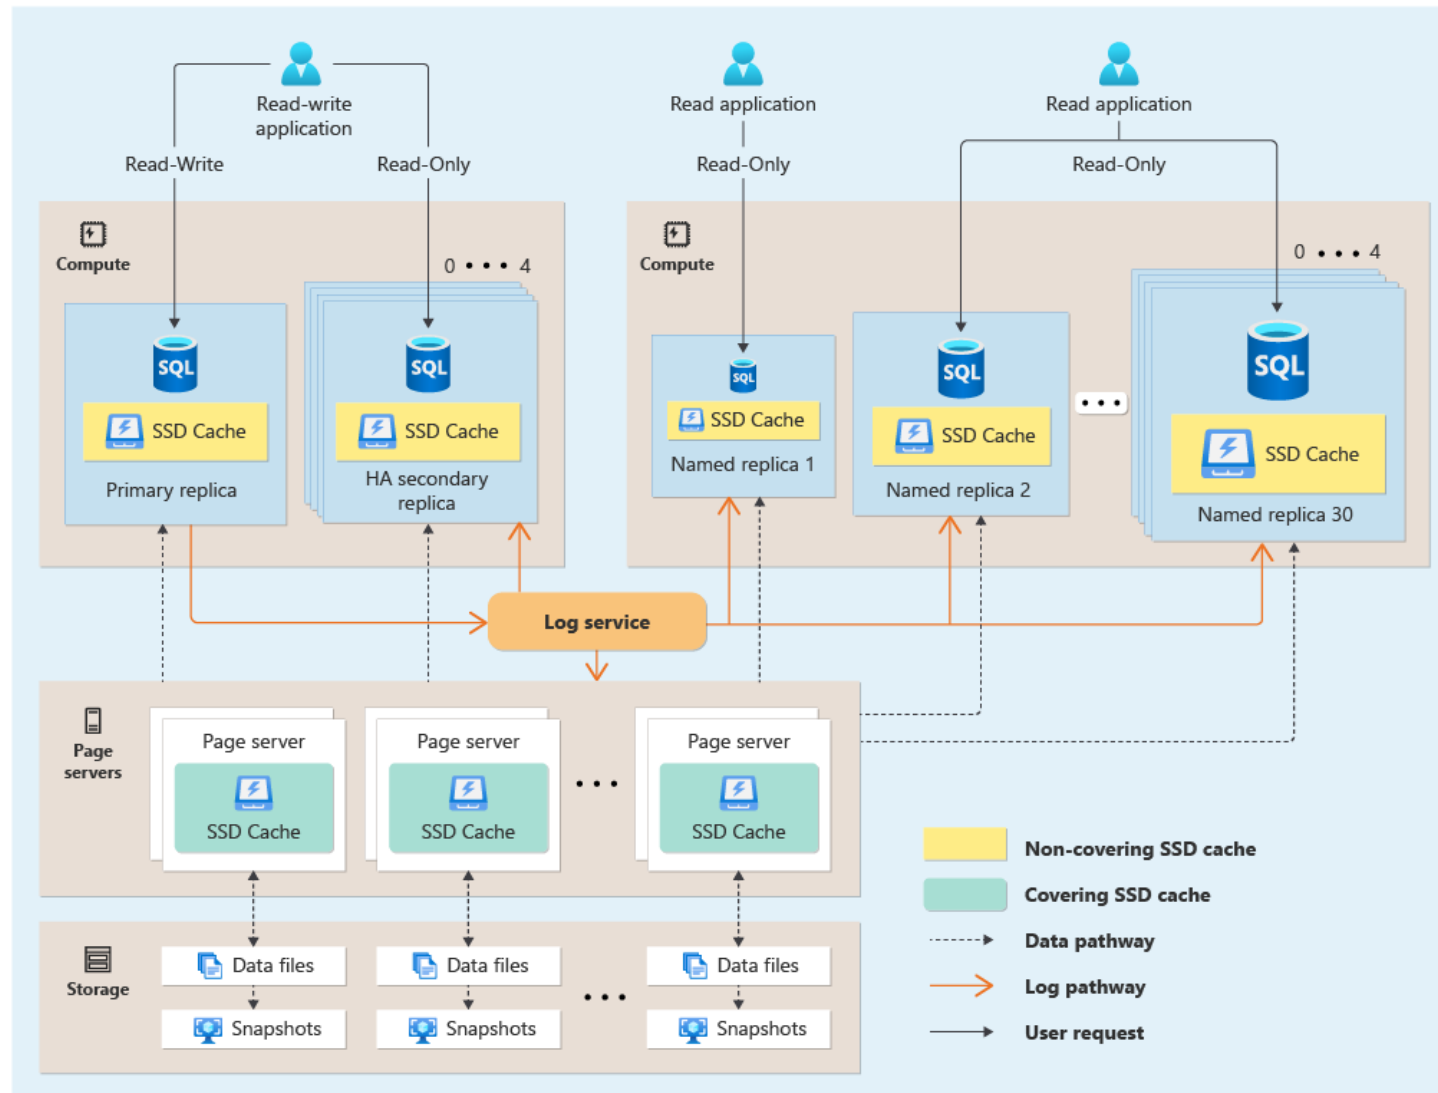 Read-write
application
Read application
Read application
Read-Write
Read-Only
Read-Only
Read-Only
Compute
0 • • • 4
Compute
0 • • • 4
SQL
SSD Cache
Primary replica
SQL
SSD Cache
HA secondary
replica
SQL
SSD Cache
Named replica 1
SQL
SSD Cache
Named replica 2
• • •
SQL
SSD Cache
Named replica 30
Log service
Page
servers
Page server
SSD Cache
Page server
SSD Cache
• • •
Page server
SSD Cache
Storage
Data files
Snapshots
Data files
Snapshots
• • •
Data files
Snapshots
Non-covering SSD cache
Covering SSD cache
Data pathway
Log pathway
User request